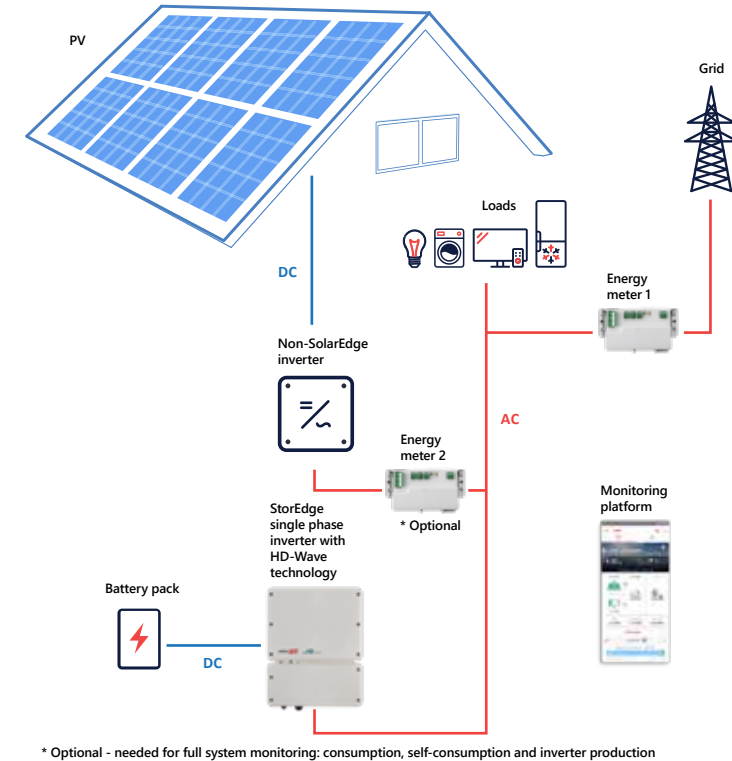 PV
Grid
Loads
DC
Energy
meter 1
Non-SolarEdge
inverter
AC
Energy
meter 2
* Optional
StorEdge
single phase
inverter with
HD-Wave
technology
Monitoring
platform
Battery pack
DC
* Optional - needed for full system monitoring: consumption, self-consumption and inverter production